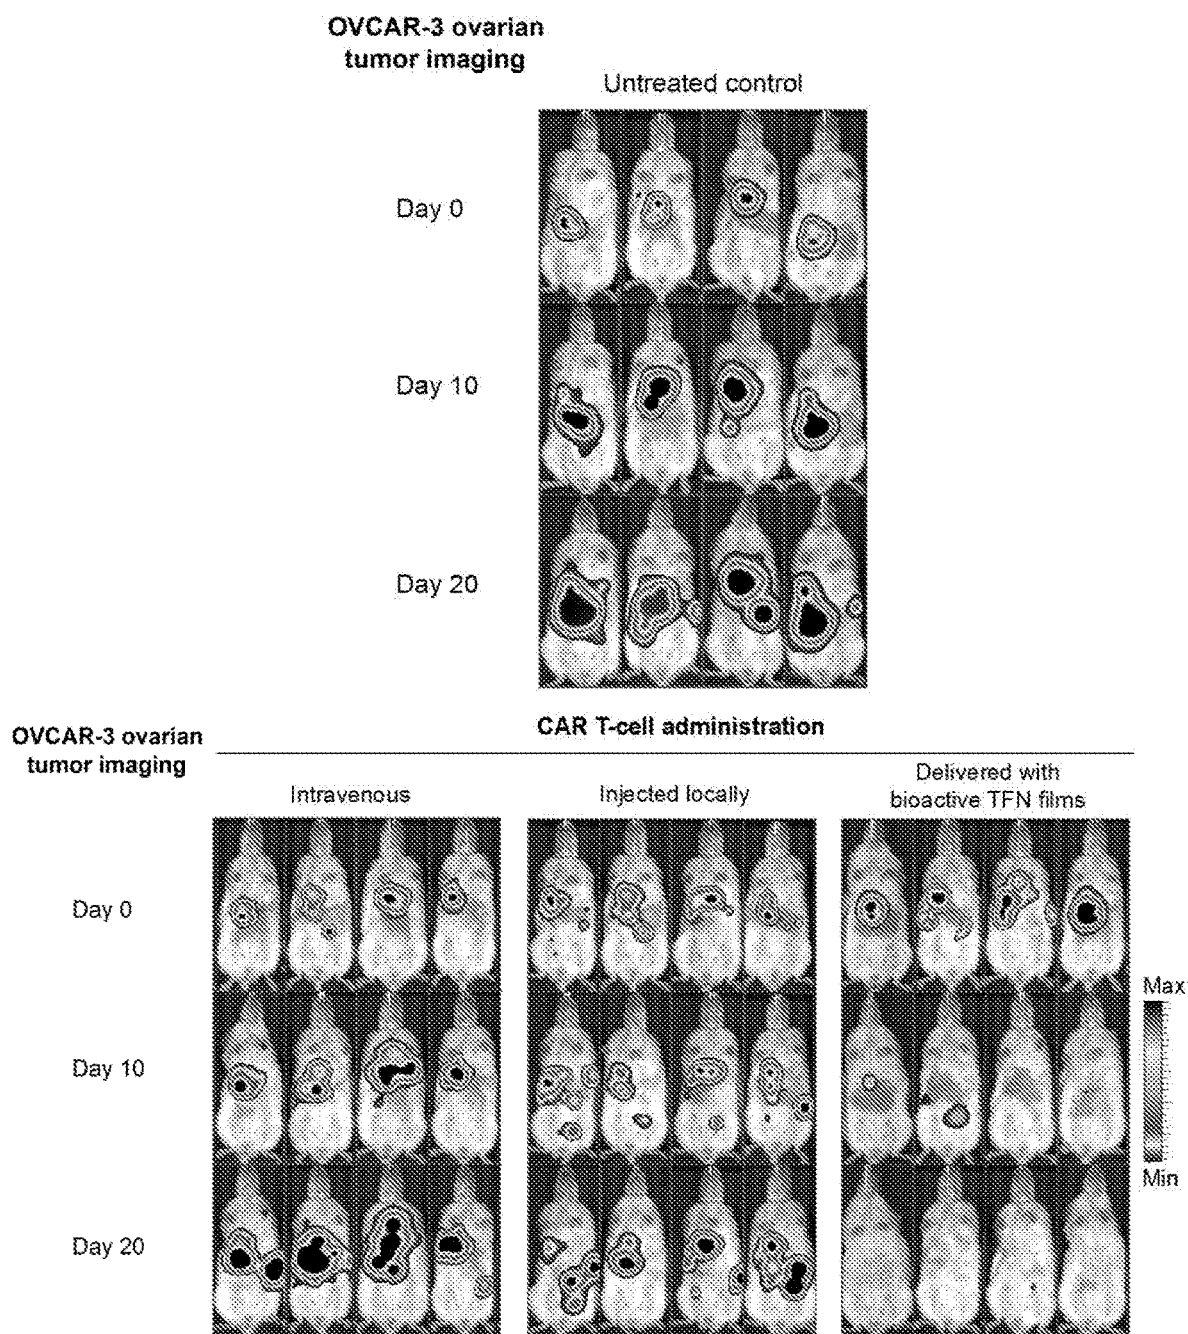 OVCAR-3 ovarian
tumor imaging
Untreated control
Day 0
Day 10
Day 20
OVCAR-3 ovarian
tumor imaging
CAR T-cell administration
Intravenous
Injected locally
Delivered with
bioactive TFN films
Day 0
Day 10
Day 20
Max
Min